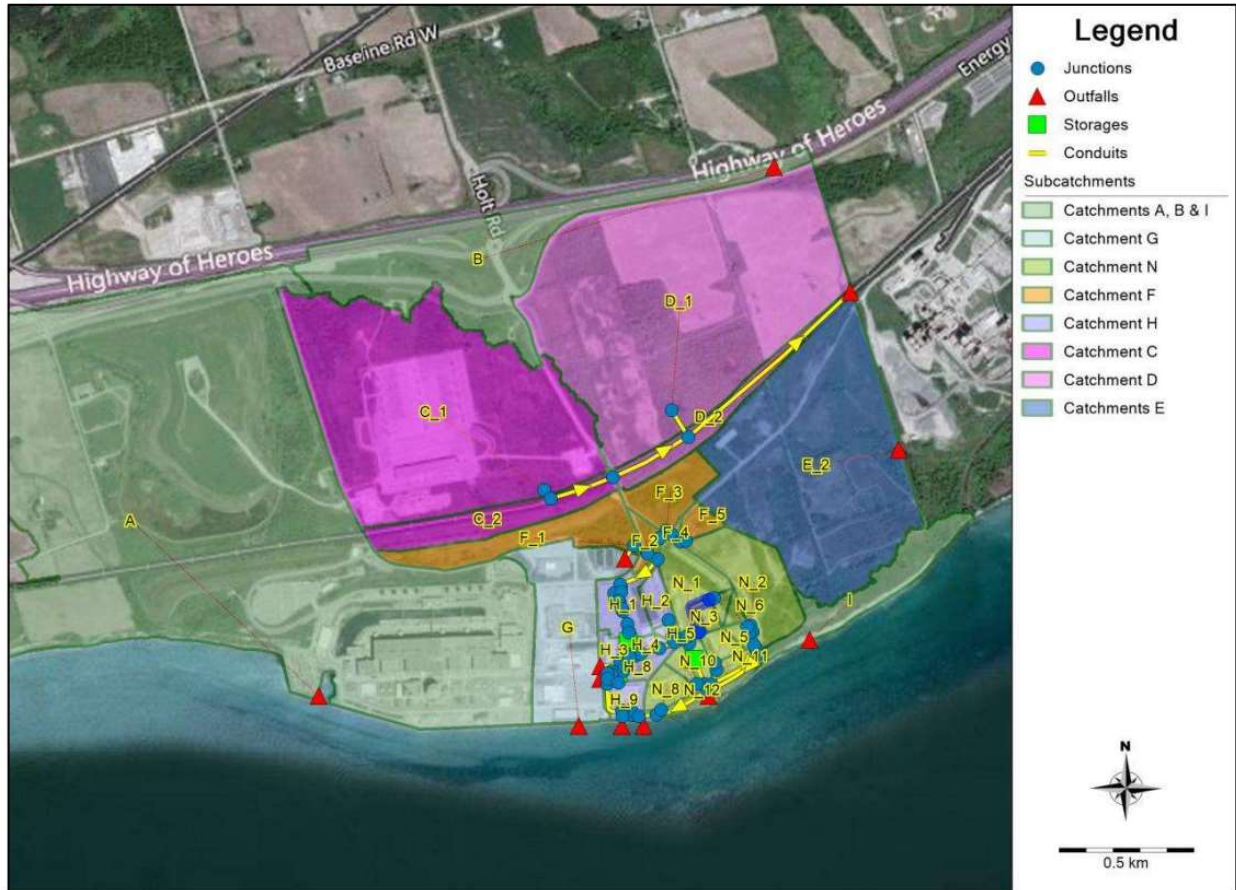 Baseline Rd W
Energy
Highway of Heroes
Holt Rd
Highway of Heroes
B
D_1
C_1
D_2
E_2
C_2
F_3
F_5
F_1
F_4
F_2
A
N_1
N_2
I
H_1
H_2
N_6
N_3
G
H_5
N_5
H_3
H_4
N_10
N_11
H_8
N_8
N_12
H_9
Legend
Junctions
Outfalls
Storages
Conduits
Subcatchments
Catchments A, B & I
Catchment G
Catchment N
Catchment F
Catchment H
Catchment C
Catchment D
Catchments E
N
0.5 km